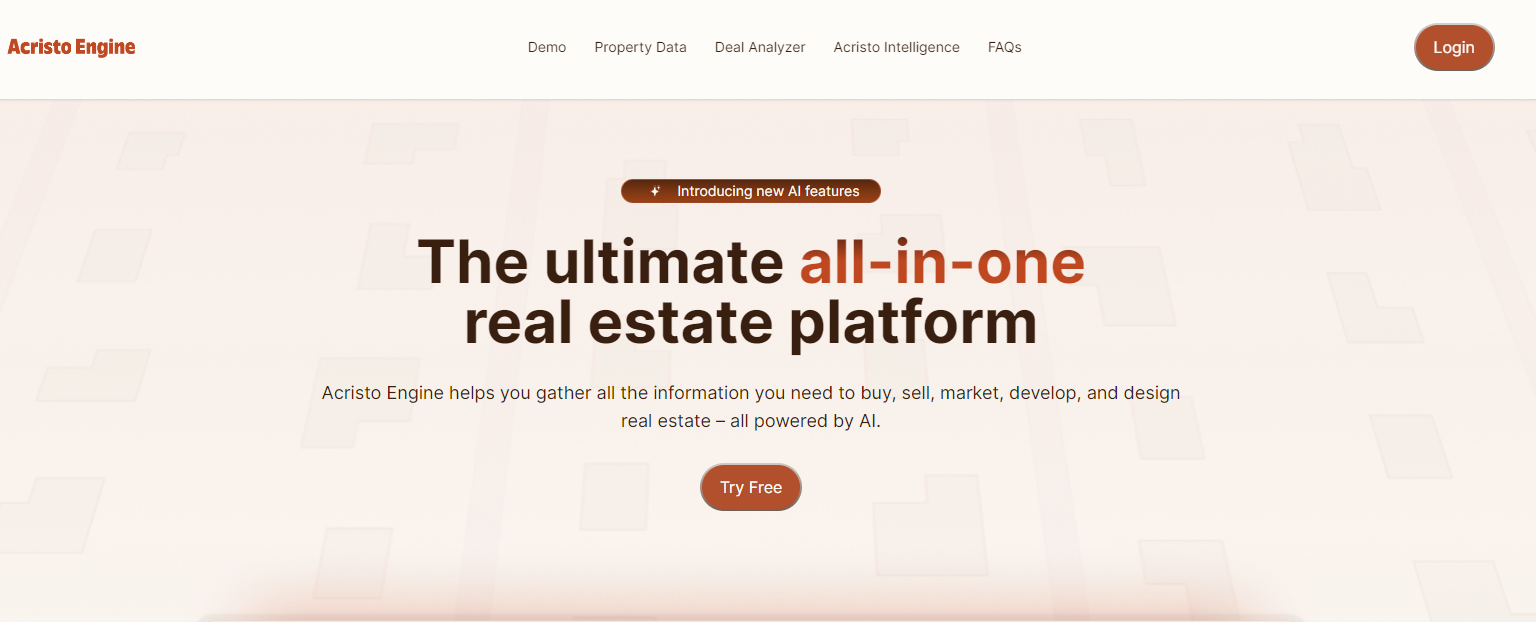 Acristo Engine
Demo
Property Data
Deal Analyzer
Acristo Intelligence
FAQs
Login
Introducing new AI features
The ultimate all-in-one
real estate platform
Acristo Engine helps you gather all the information you need to buy, sell, market, develop, and design
real estate – all powered by AI.
Try Free